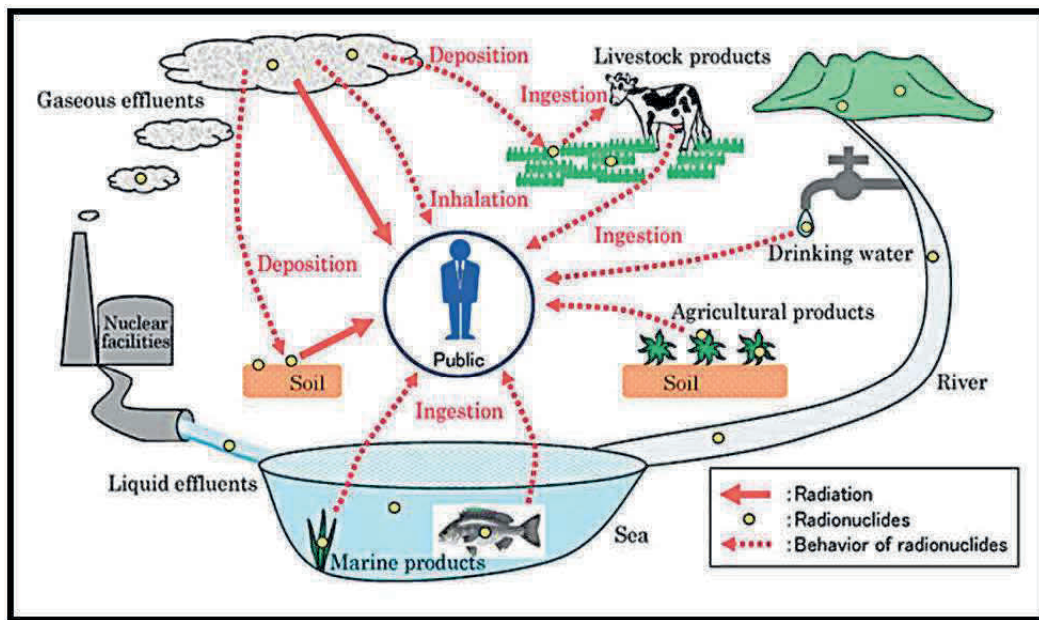 Deposition
Livestock products
Gaseous effluents
Ingestion
Inhalation
Ingestion
Drinking water
Deposition
Agricultural products
Nuclear
facilities
Public
Soil
Soil
River
Ingestion
Liquid effluents
Sea
Marine products
:Radiation
:Radionuclides
:Behavior of radionuclides